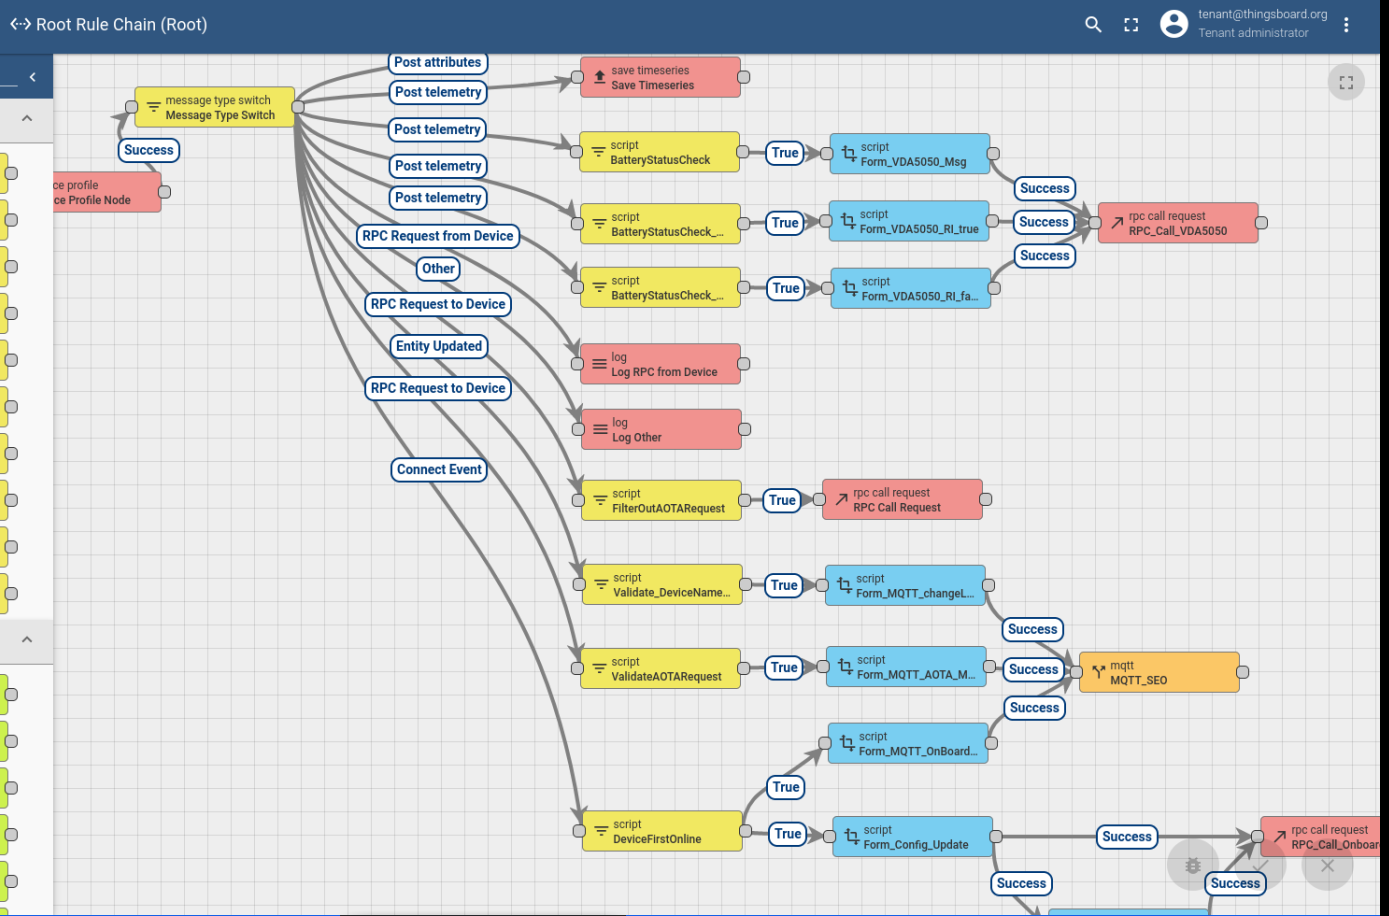 Root Rule Chain (Root)
tenant@thingsboard.org
Tenant administrator
Post attributes
save timeseries
Save Timeseries
Post telemetry
message type switch
Message Type Switch
Post telemetry
script
BatteryStatusCheck
True
script
Form_VDA5050_Msg
Success
Post telemetry
ce profile
ce Profile Node
Post telemetry
Success
script
BatteryStatusCheck_...
True
script
Form_VDA5050_RI_true
Success
rpc call request
RPC_Call_VDA5050
RPC Request from Device
Success
Other
script
BatteryStatusCheck_...
True
script
Form_VDA5050_RI_fa...
RPC Request to Device
Entity Updated
log
Log RPC from Device
RPC Request to Device
log
Log Other
Connect Event
script
FilterOutAOTARequest
True
rpc call request
RPC Call Request
script
Validate_DeviceName...
True
script
Form_MQTT_changeL...
Success
script
ValidateAOTARequest
True
script
Form_MQTT_AOTA_M...
Success
mqtt
MQTT_SEO
Success
script
Form_MQTT_OnBoard...
True
script
DeviceFirstOnline
True
script
Form_Config_Update
Success
rpc call request
RPC_Call_Onboar
Success
Success